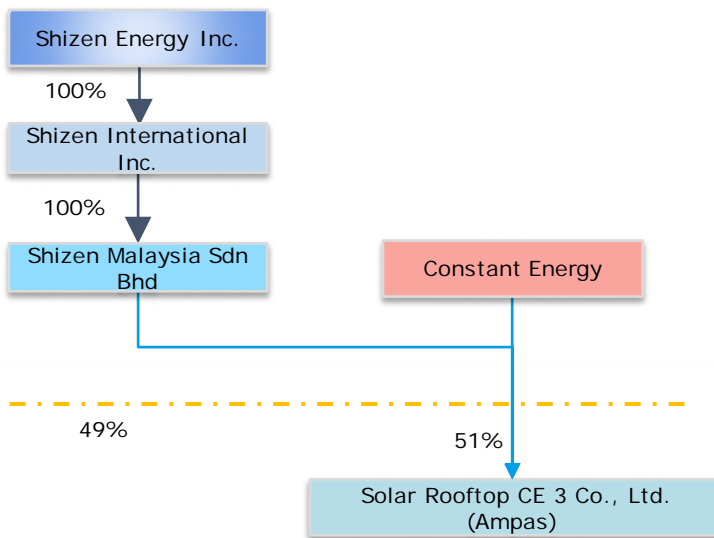 Shizen Energy Inc.
100%
Shizen International
Inc.
100%
Shizen Malaysia Sdn
Bhd
Constant Energy
49%
51%
Solar Rooftop CE 3 Co., Ltd.
(Ampas)